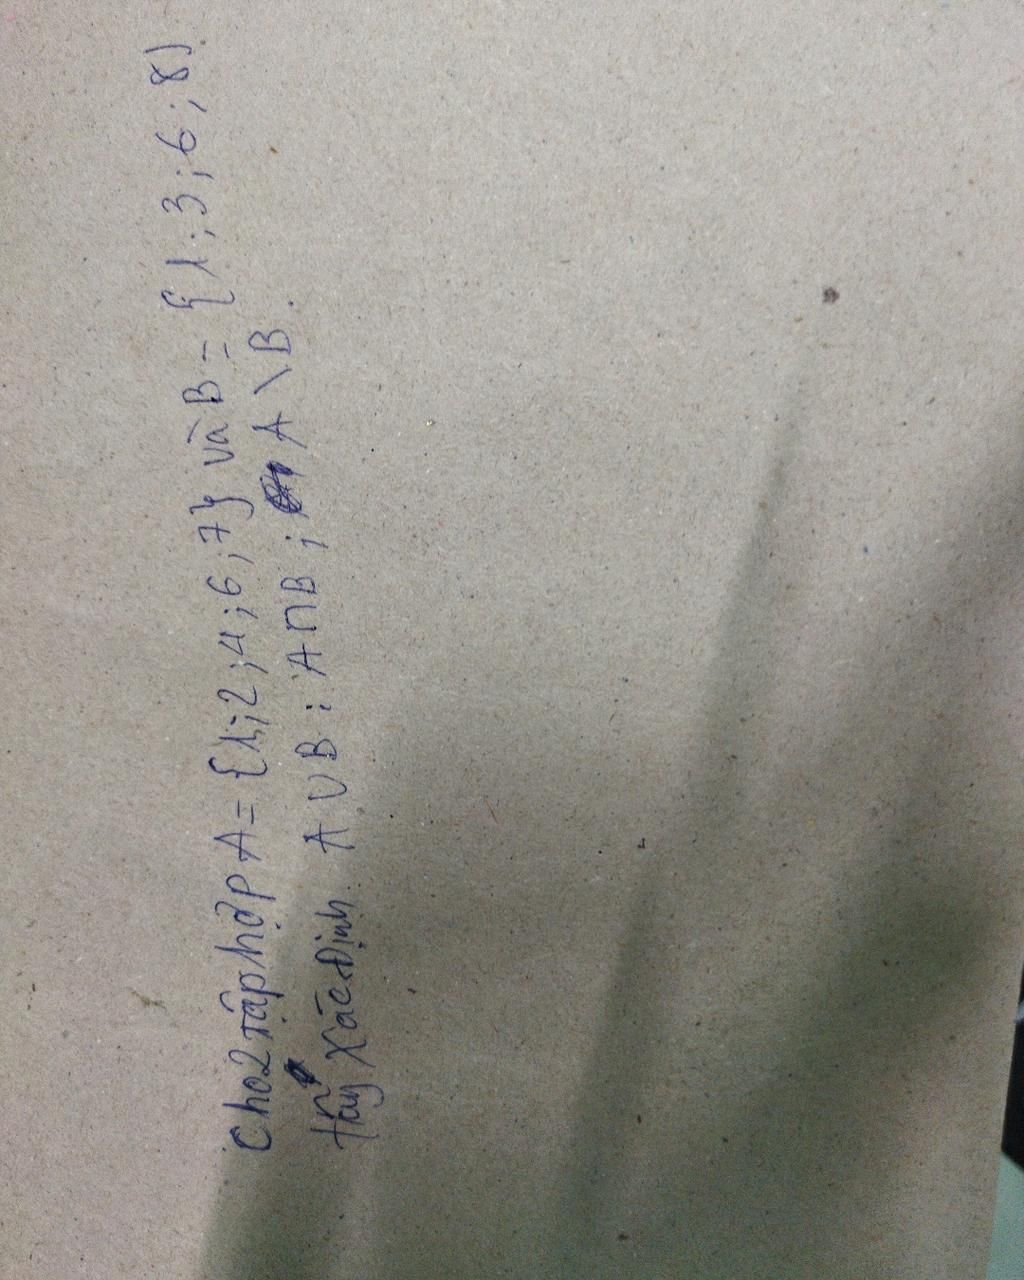 Cho 2 tập hợp A = {1; 2; 4; 6; 7} và B = {1; 3; 6; 8}
Hãy Xác Định A ∪ B; A ∩ B; A \ B.